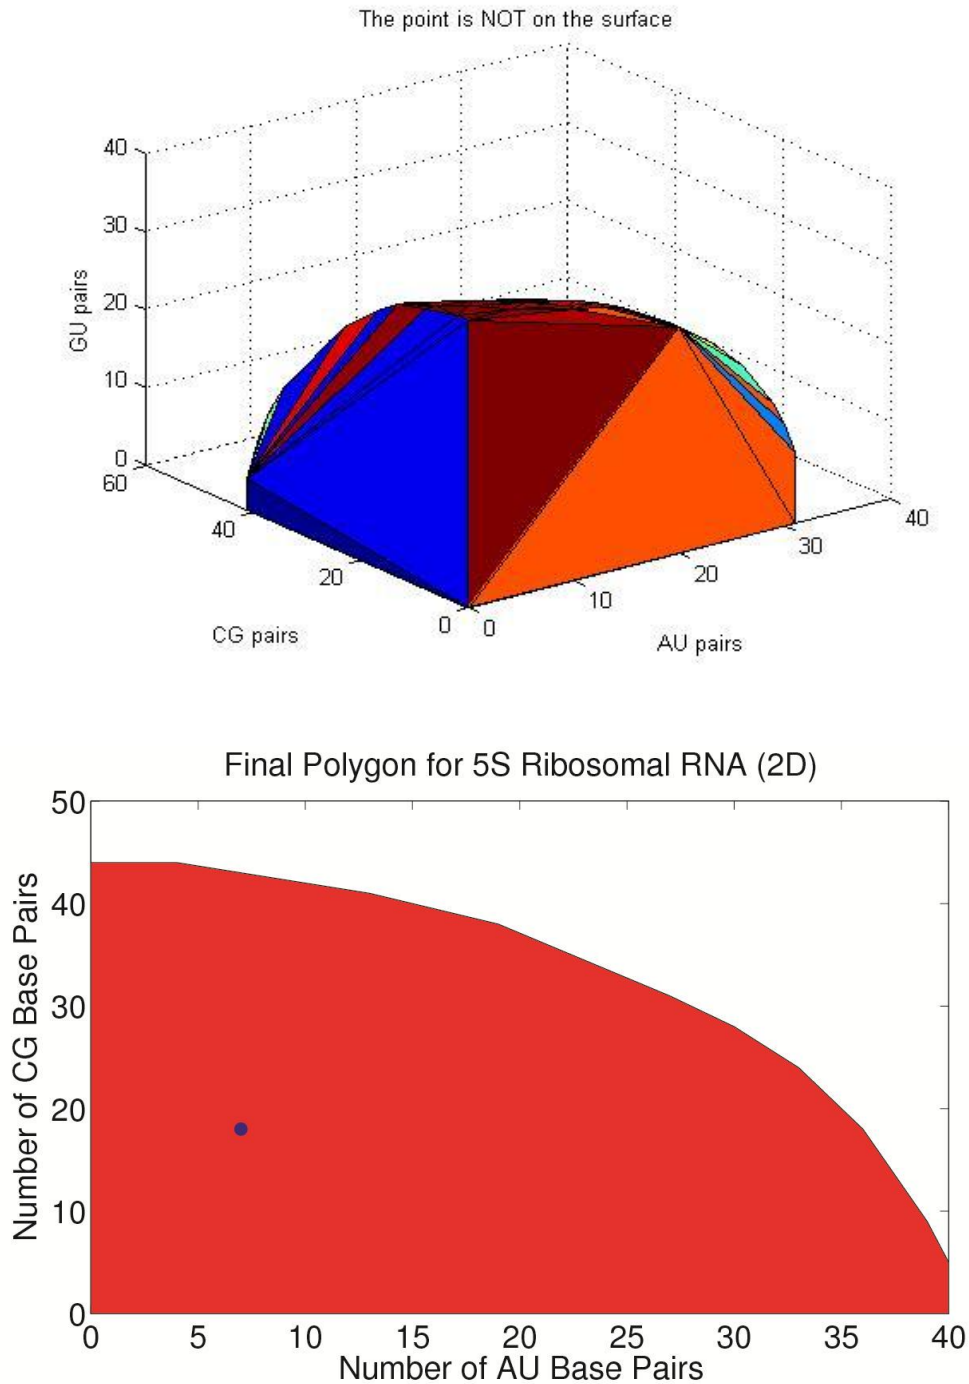 The point is NOT on the surface
40
30
20
10
0
GU pairs
60
40
20
0
CG pairs
0
10
20
30
40
AU pairs
Final Polygon for 5S Ribosomal RNA (2D)
50
40
30
20
10
0
Number of CG Base Pairs
0 5 10 15 20 25 30 35 40
Number of AU Base Pairs